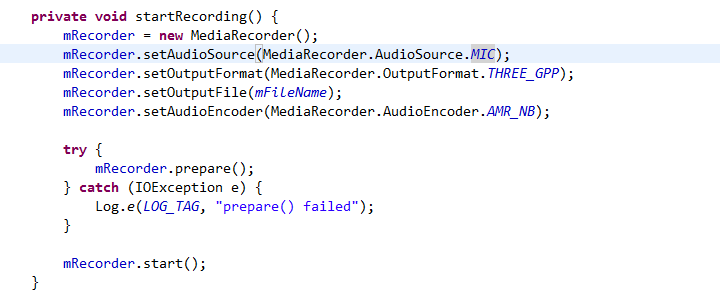 private void startRecording() {
    mRecorder = new MediaRecorder();
    mRecorder.setAudioSource(MediaRecorder.AudioSource.MIC);
    mRecorder.setOutputFormat(MediaRecorder.OutputFormat.THREE_GPP);
    mRecorder.setOutputFile(mFileName);
    mRecorder.setAudioEncoder(MediaRecorder.AudioEncoder.AMR_NB);

    try {
        mRecorder.prepare();
    } catch (IOException e) {
        Log.e(LOG_TAG, "prepare() failed");
    }

    mRecorder.start();
}